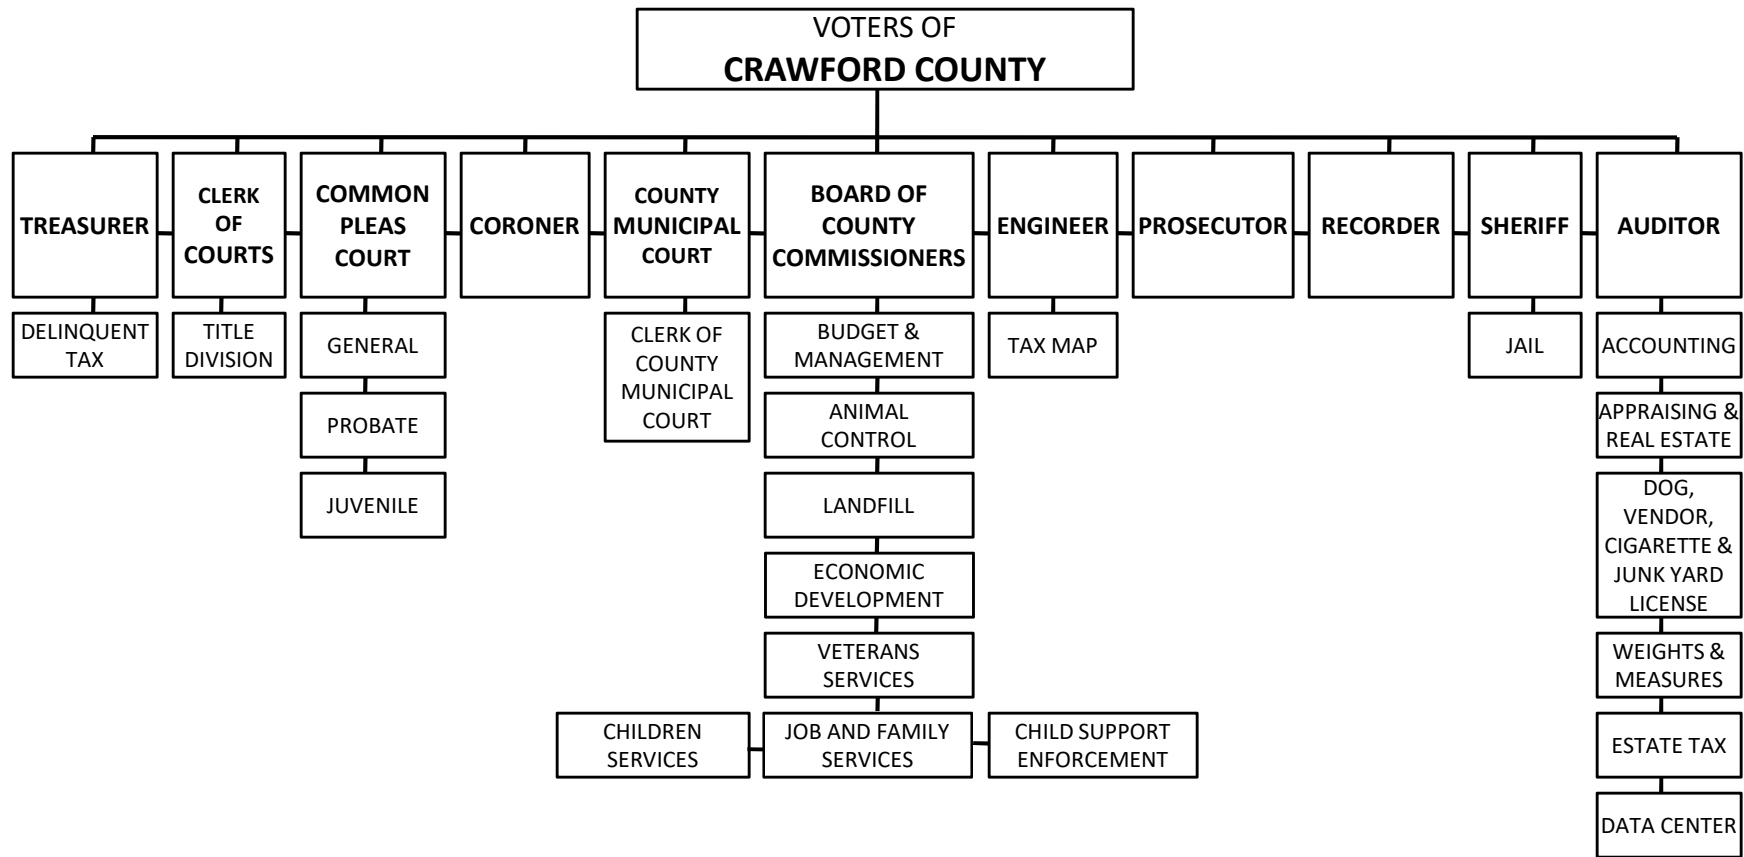 VOTERS OF
CRAWFORD COUNTY
TREASURER
CLERK
OF
COURTS
COMMON
PLEAS
COURT
CORONER
COUNTY
MUNICIPAL
COURT
BOARD OF
COUNTY
COMMISSIONERS
ENGINEER
PROSECUTOR
RECORDER
SHERIFF
AUDITOR
DELINQUENT
TAX
TITLE
DIVISION
GENERAL
PROBATE
JUVENILE
CLERK OF
COUNTY
MUNICIPAL
COURT
BUDGET &
MANAGEMENT
ANIMAL
CONTROL
LANDFILL
ECONOMIC
DEVELOPMENT
VETERANS
SERVICES
CHILDREN
SERVICES
JOB AND FAMILY
SERVICES
CHILD SUPPORT
ENFORCEMENT
TAX MAP
JAIL
ACCOUNTING
APPRAISING &
REAL ESTATE
DOG,
VENDOR,
CIGARETTE &
JUNK YARD
LICENSE
WEIGHTS &
MEASURES
ESTATE TAX
DATA CENTER